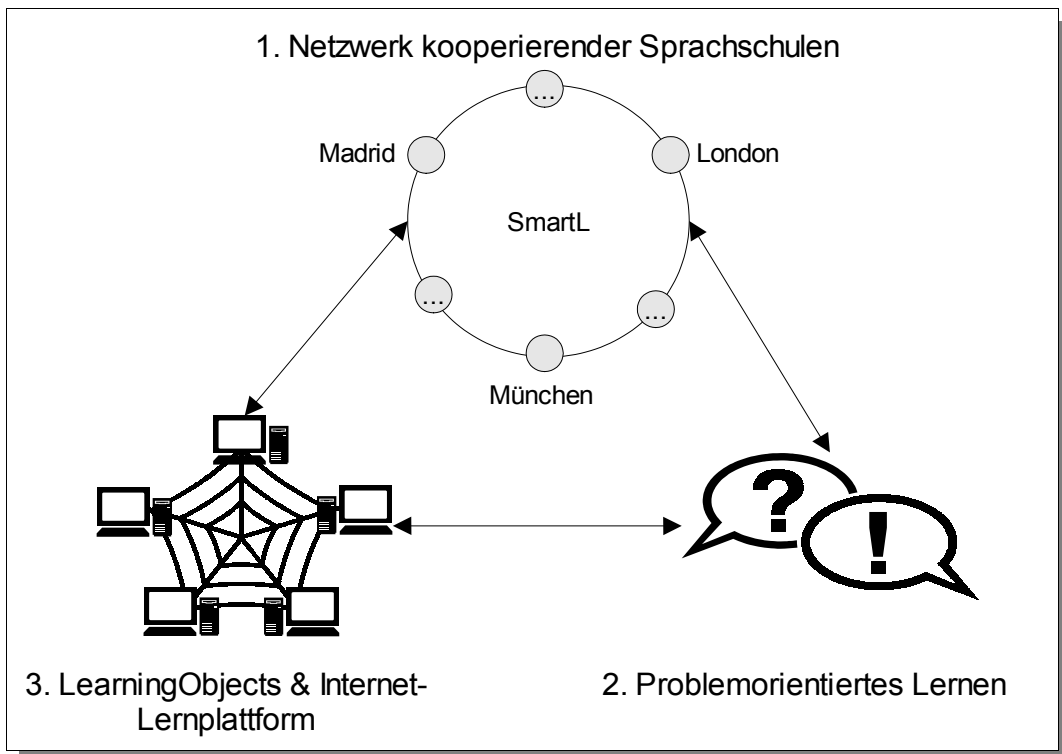 1. Netzwerk kooperierender Sprachschulen
...
Madrid
London
SmartL
...
...
München
?
!
3. LearningObjects & Internet-
Lernplattform
2. Problemorientiertes Lernen